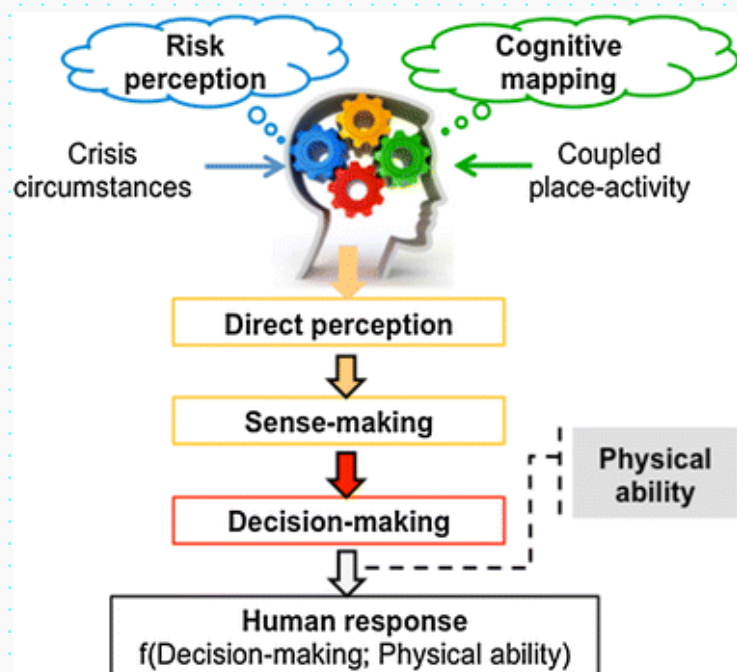 Risk
perception
Cognitive
mapping
Crisis
circumstances
Coupled
place-activity
Direct perception
Sense-making
Decision-making
Physical
ability
Human response
f(Decision-making; Physical ability)